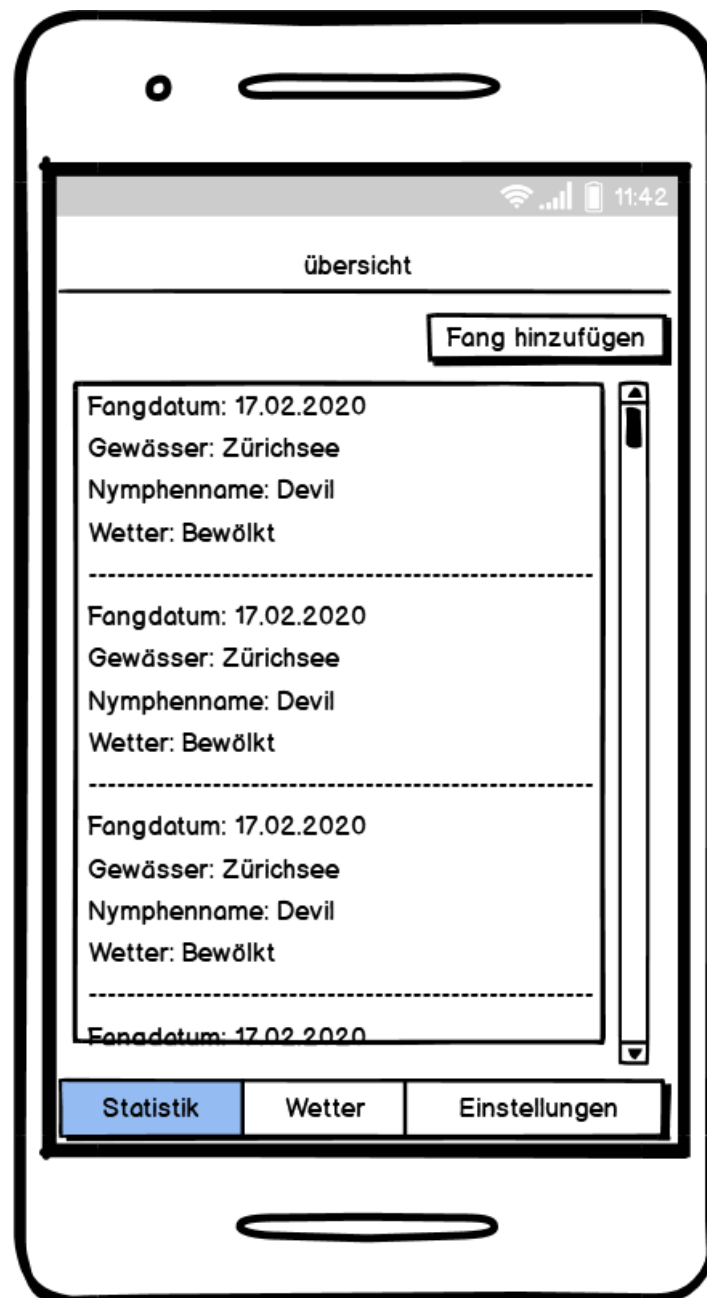 11:42
übersicht
Fang hinzufügen
Fangdatum: 17.02.2020
Gewässer: Zürichsee
Nymphenname: Devil
Wetter: Bewölkt
------------------------------------------------------
Fangdatum: 17.02.2020
Gewässer: Zürichsee
Nymphenname: Devil
Wetter: Bewölkt
------------------------------------------------------
Fangdatum: 17.02.2020
Gewässer: Zürichsee
Nymphenname: Devil
Wetter: Bewölkt
------------------------------------------------------
Fangdatum: 17.02.2020
Statistik Wetter Einstellungen